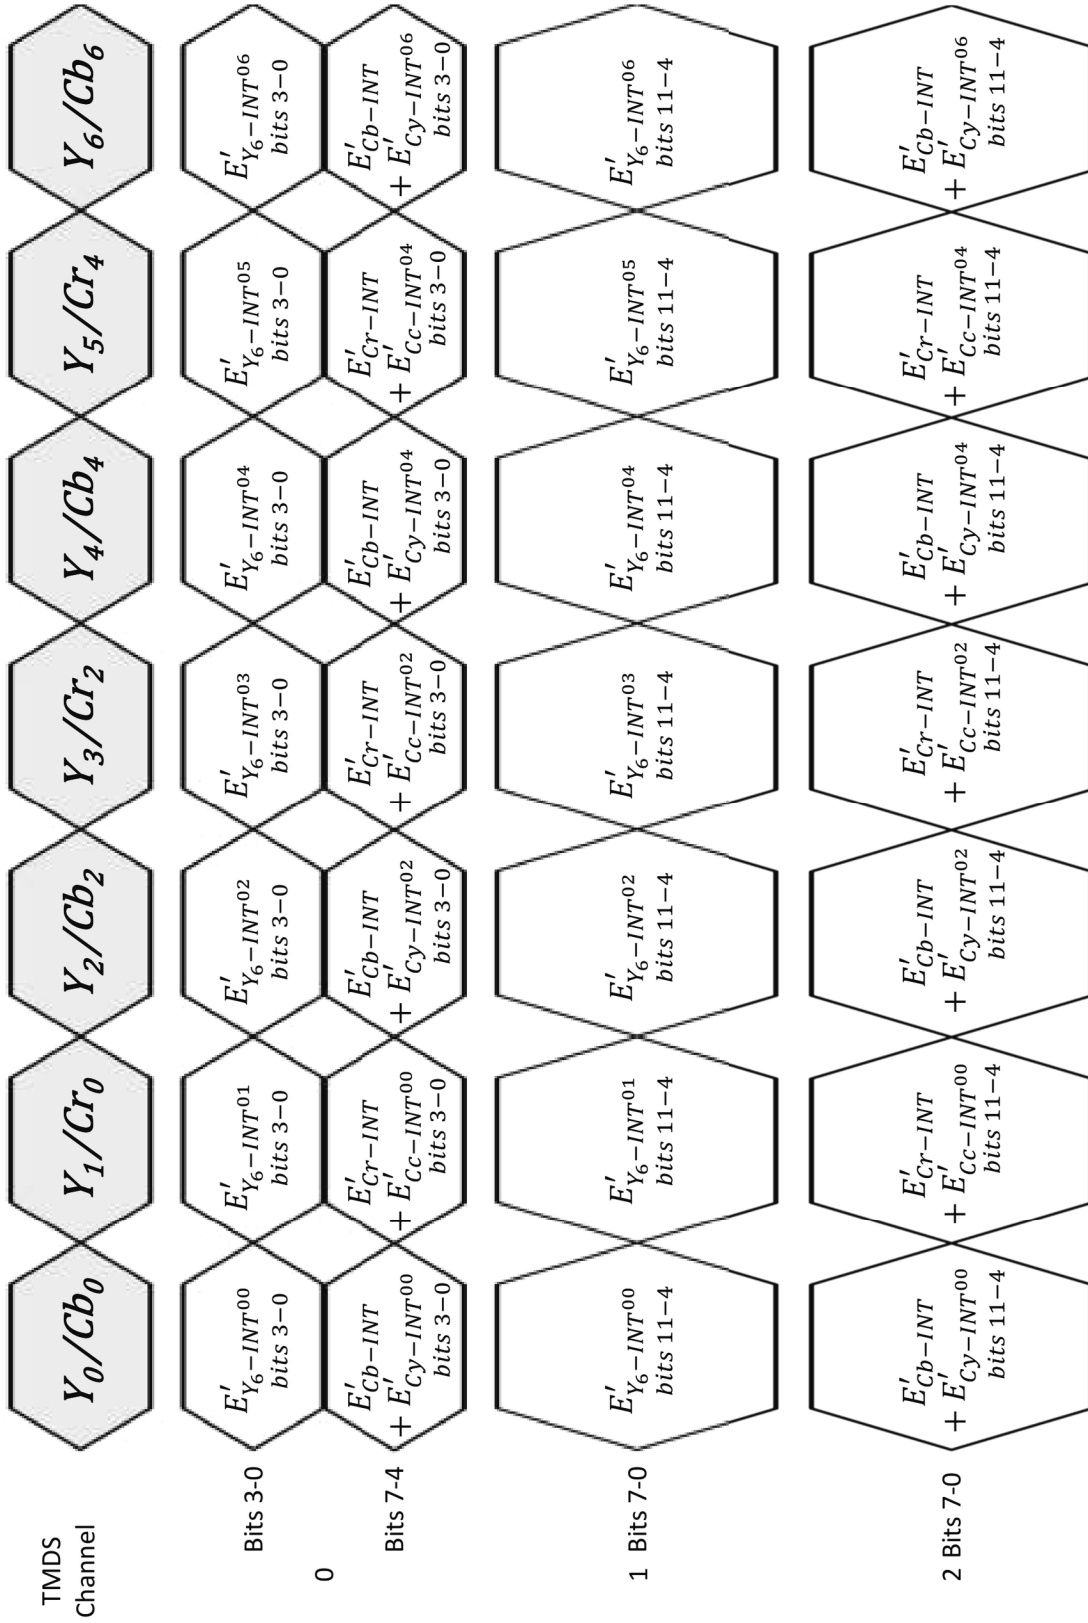 TMDS
Channel
Y₀/Cb₀
Y₁/Cr₀
Y₂/Cb₂
Y₃/Cr₂
Y₄/Cb₄
Y₅/Cr₄
Y₆/Cb₆
0
Bits 3-0
E′Y₆−INT⁰⁰
bits 3−0
E′Y₆−INT⁰¹
bits 3−0
E′Y₆−INT⁰²
bits 3−0
E′Y₆−INT⁰³
bits 3−0
E′Y₆−INT⁰⁴
bits 3−0
E′Y₆−INT⁰⁵
bits 3−0
E′Y₆−INT⁰⁶
bits 3−0
Bits 7-4
E′Cb−INT
+ E′Cy−INT⁰⁰
bits 3−0
E′Cr−INT
+ E′Cc−INT⁰⁰
bits 3−0
E′Cb−INT
+ E′Cy−INT⁰²
bits 3−0
E′Cr−INT
+ E′Cc−INT⁰²
bits 3−0
E′Cb−INT
+ E′Cy−INT⁰⁴
bits 3−0
E′Cr−INT
+ E′Cc−INT⁰⁴
bits 3−0
E′Cb−INT
+ E′Cy−INT⁰⁶
bits 3−0
1 Bits 7-0
E′Y₆−INT⁰⁰
bits 11−4
E′Y₆−INT⁰¹
bits 11−4
E′Y₆−INT⁰²
bits 11−4
E′Y₆−INT⁰³
bits 11−4
E′Y₆−INT⁰⁴
bits 11−4
E′Y₆−INT⁰⁵
bits 11−4
E′Y₆−INT⁰⁶
bits 11−4
2 Bits 7-0
E′Cb−INT
+ E′Cy−INT⁰⁰
bits 11−4
E′Cr−INT
+ E′Cc−INT⁰⁰
bits 11−4
E′Cb−INT
+ E′Cy−INT⁰²
bits 11−4
E′Cr−INT
+ E′Cc−INT⁰²
bits 11−4
E′Cb−INT
+ E′Cy−INT⁰⁴
bits 11−4
E′Cr−INT
+ E′Cc−INT⁰⁴
bits 11−4
E′Cb−INT
+ E′Cy−INT⁰⁶
bits 11−4